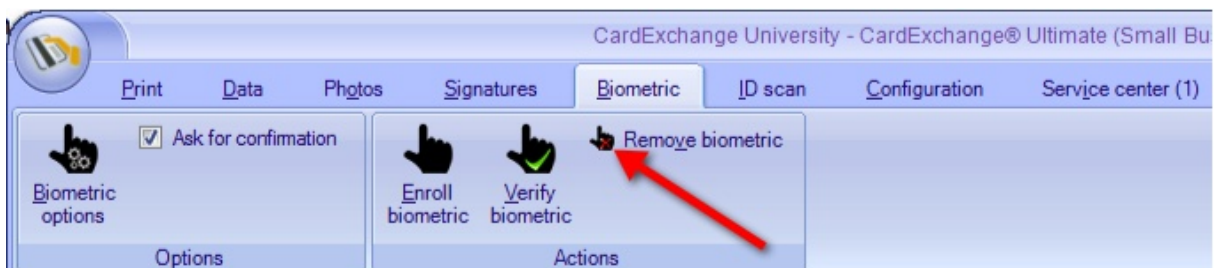 CardExchange University - CardExchange® Ultimate (Small Bu
Print Data Photos Signatures Biometric ID scan Configuration Service center (1)
Ask for confirmation
Biometric options
Options
Enroll biometric
Verify biometric
Remove biometric
Actions